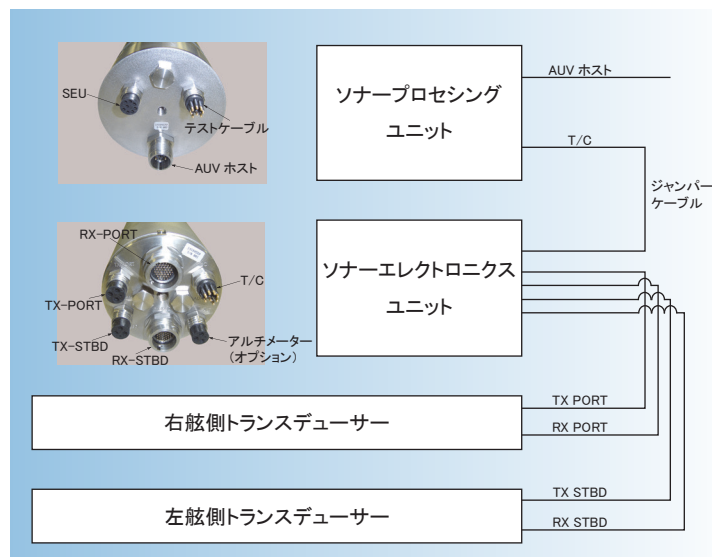 SEU
テストケーブル
AUV ホスト
ソナープロセシング
ユニット
AUV ホスト
T/C
ジャンパー
ケーブル
RX-PORT
TX-PORT
T/C
TX-STBD
RX-STBD
アルチメーター
(オプション)
ソナーエレクトロニクス
ユニット
右舷側トランスデューサー
TX PORT
RX PORT
左舷側トランスデューサー
TX STBD
RX STBD